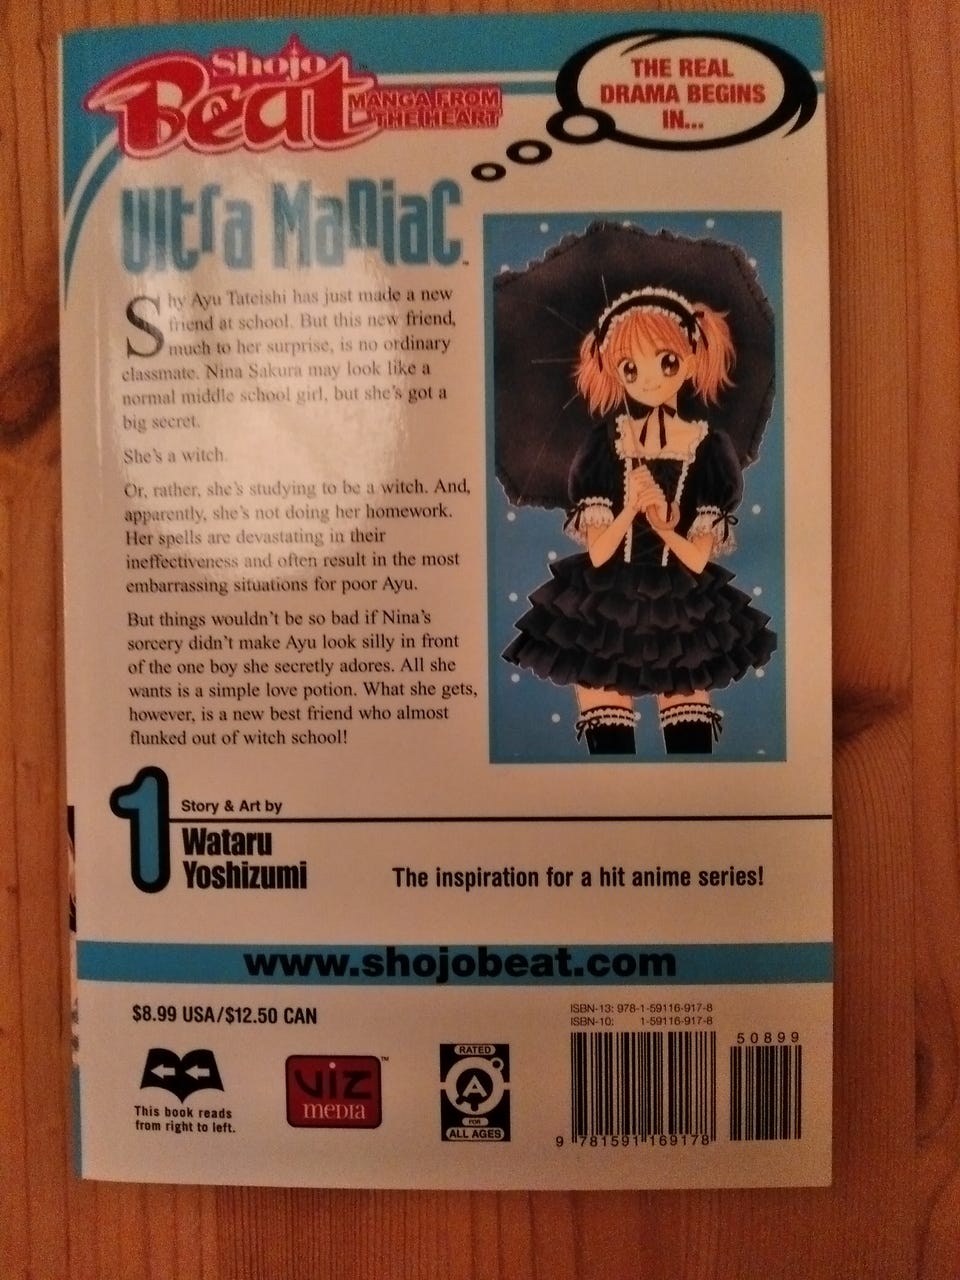 Shojo
Beat™
MANGA FROM
THE HEART
THE REAL
DRAMA BEGINS
IN...
Ultra Maniac™
Shy Ayu Tateishi has just made a new
friend at school. But this new friend,
much to her surprise, is no ordinary
classmate. Nina Sakura may look like a
normal middle school girl, but she's got a
big secret.
She's a witch.
Or, rather, she's studying to be a witch. And,
apparently, she's not doing her homework.
Her spells are devastating in their
ineffectiveness and often result in the most
embarrassing situations for poor Ayu.
But things wouldn't be so bad if Nina's
sorcery didn't make Ayu look silly in front
of the one boy she secretly adores. All she
wants is a simple love potion. What she gets,
however, is a new best friend who almost
flunked out of witch school!
1
Story & Art by
Wataru
Yoshizumi
The inspiration for a hit anime series!
www.shojobeat.com
$8.99 USA/$12.50 CAN
This book reads
from right to left.
VIZ™
MEDIA
RATED
A
FOR
ALL AGES
ISBN-13: 978-1-59116-917-8
ISBN-10: 1-59116-917-8
50899
9 781591 169178